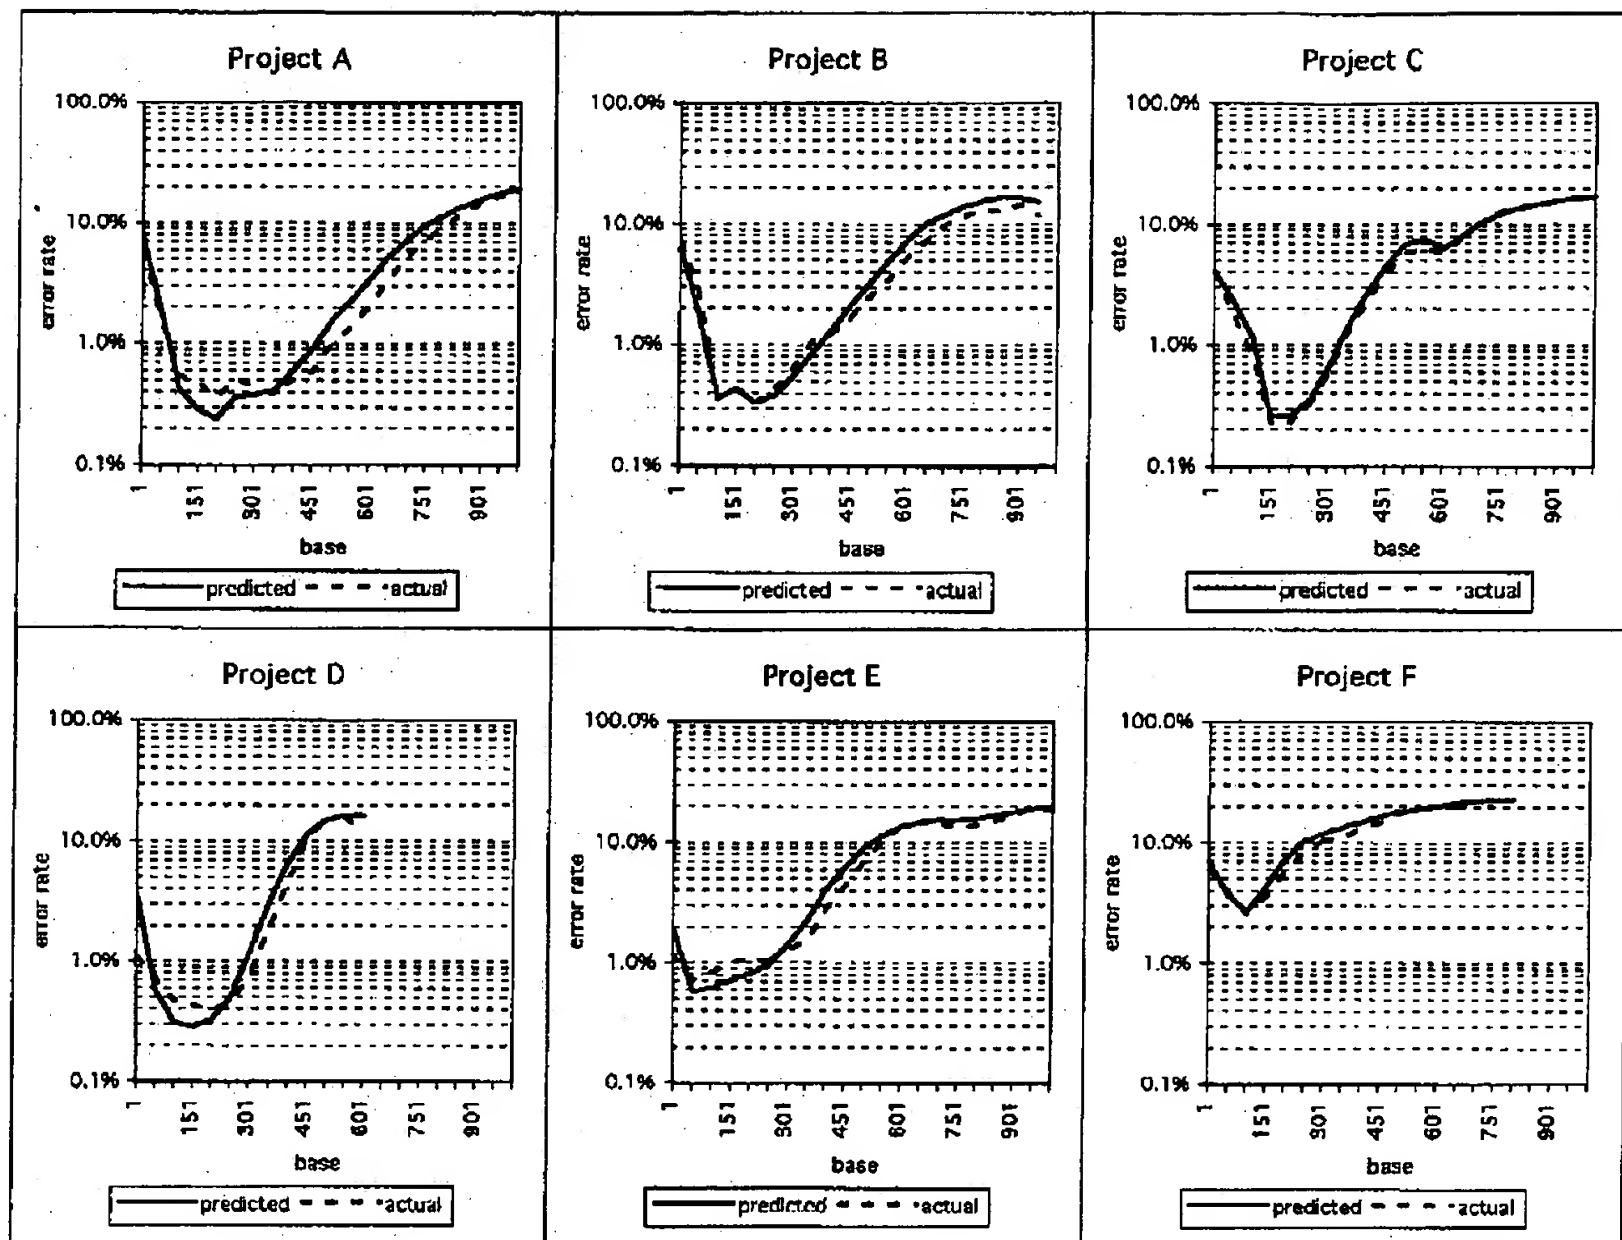 Project A
100.0%
10.0%
1.0%
0.1%
error rate
1 151 301 451 601 751 901
base
predicted actual
Project B
100.0%
10.0%
1.0%
0.1%
error rate
1 151 301 451 601 751 901
base
predicted actual
Project C
100.0%
10.0%
1.0%
0.1%
error rate
1 151 301 451 601 751 901
base
predicted actual
Project D
100.0%
10.0%
1.0%
0.1%
error rate
1 151 301 451 601 751 901
base
predicted actual
Project E
100.0%
10.0%
1.0%
0.1%
error rate
1 151 301 451 601 751 901
base
predicted actual
Project F
100.0%
10.0%
1.0%
0.1%
error rate
1 151 301 451 601 751 901
base
predicted actual